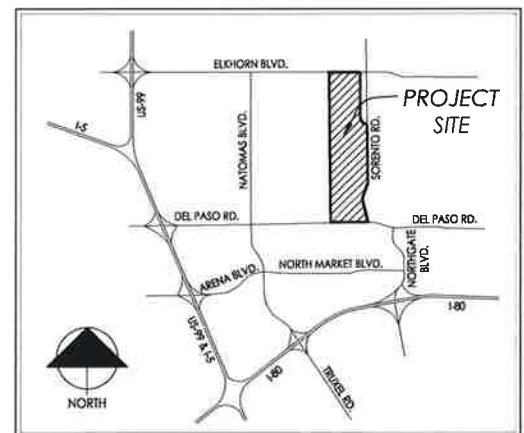 ELKHORN BLVD.
US-99
I-5
NATOMAS BLVD.
PROJECT
SITE
SORENTO RD.
DEL PASO RD.
DEL PASO RD.
NORTHGATE
BLVD.
NORTH MARKET BLVD.
ARENA BLVD.
US-99 & I-5
I-80
I-80
TRUXEL RD.
NORTH